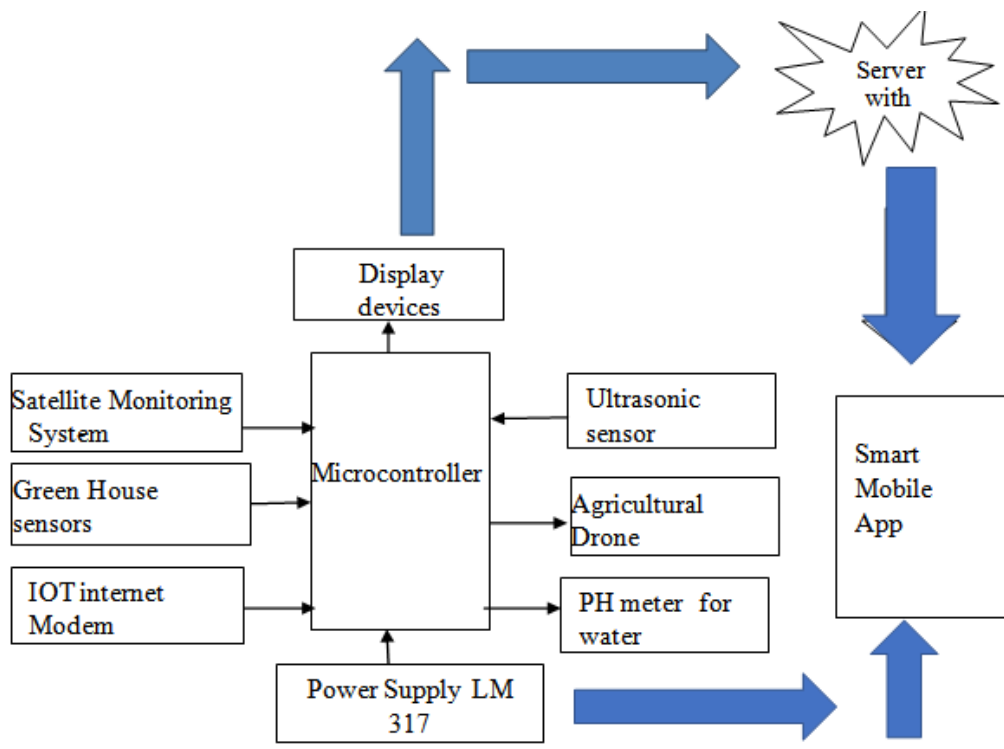 Server
with
Display
devices
Satellite Monitoring
System
Green House
sensors
IOT internet
Modem
Microcontroller
Ultrasonic
sensor
Agricultural
Drone
PH meter for
water
Power Supply LM
317
Smart
Mobile
App